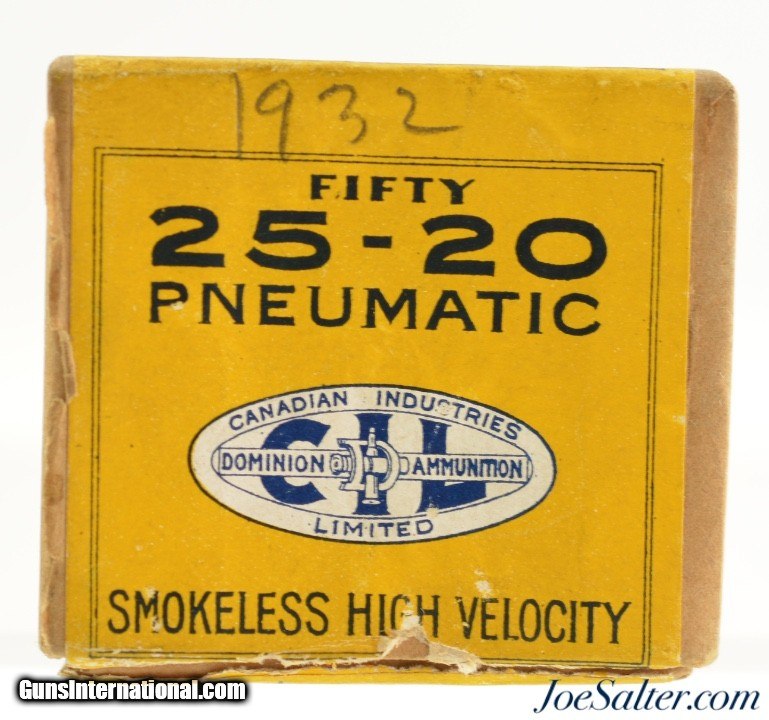 1932
FIFTY
25-20
PNEUMATIC
CANADIAN INDUSTRIES
CIL
DOMINION AMMUNITION
LIMITED
SMOKELESS HIGH VELOCITY
GunsInternational.com
JoeSalter.com